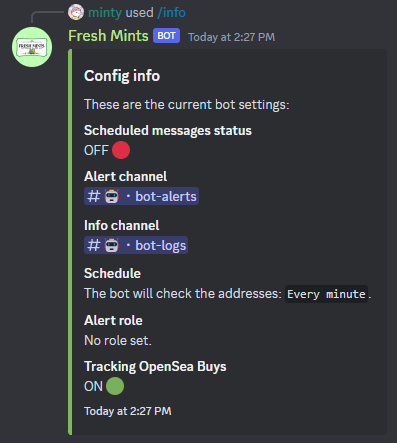 minty used /info
FRESH MINTS
Fresh Mints BOT Today at 2:27 PM
Config info
These are the current bot settings:
Scheduled messages status
OFF 🔴
Alert channel
# 🤖・bot-alerts
Info channel
# 🤖・bot-logs
Schedule
The bot will check the addresses: Every minute.
Alert role
No role set.
Tracking OpenSea Buys
ON 🟢
Today at 2:27 PM